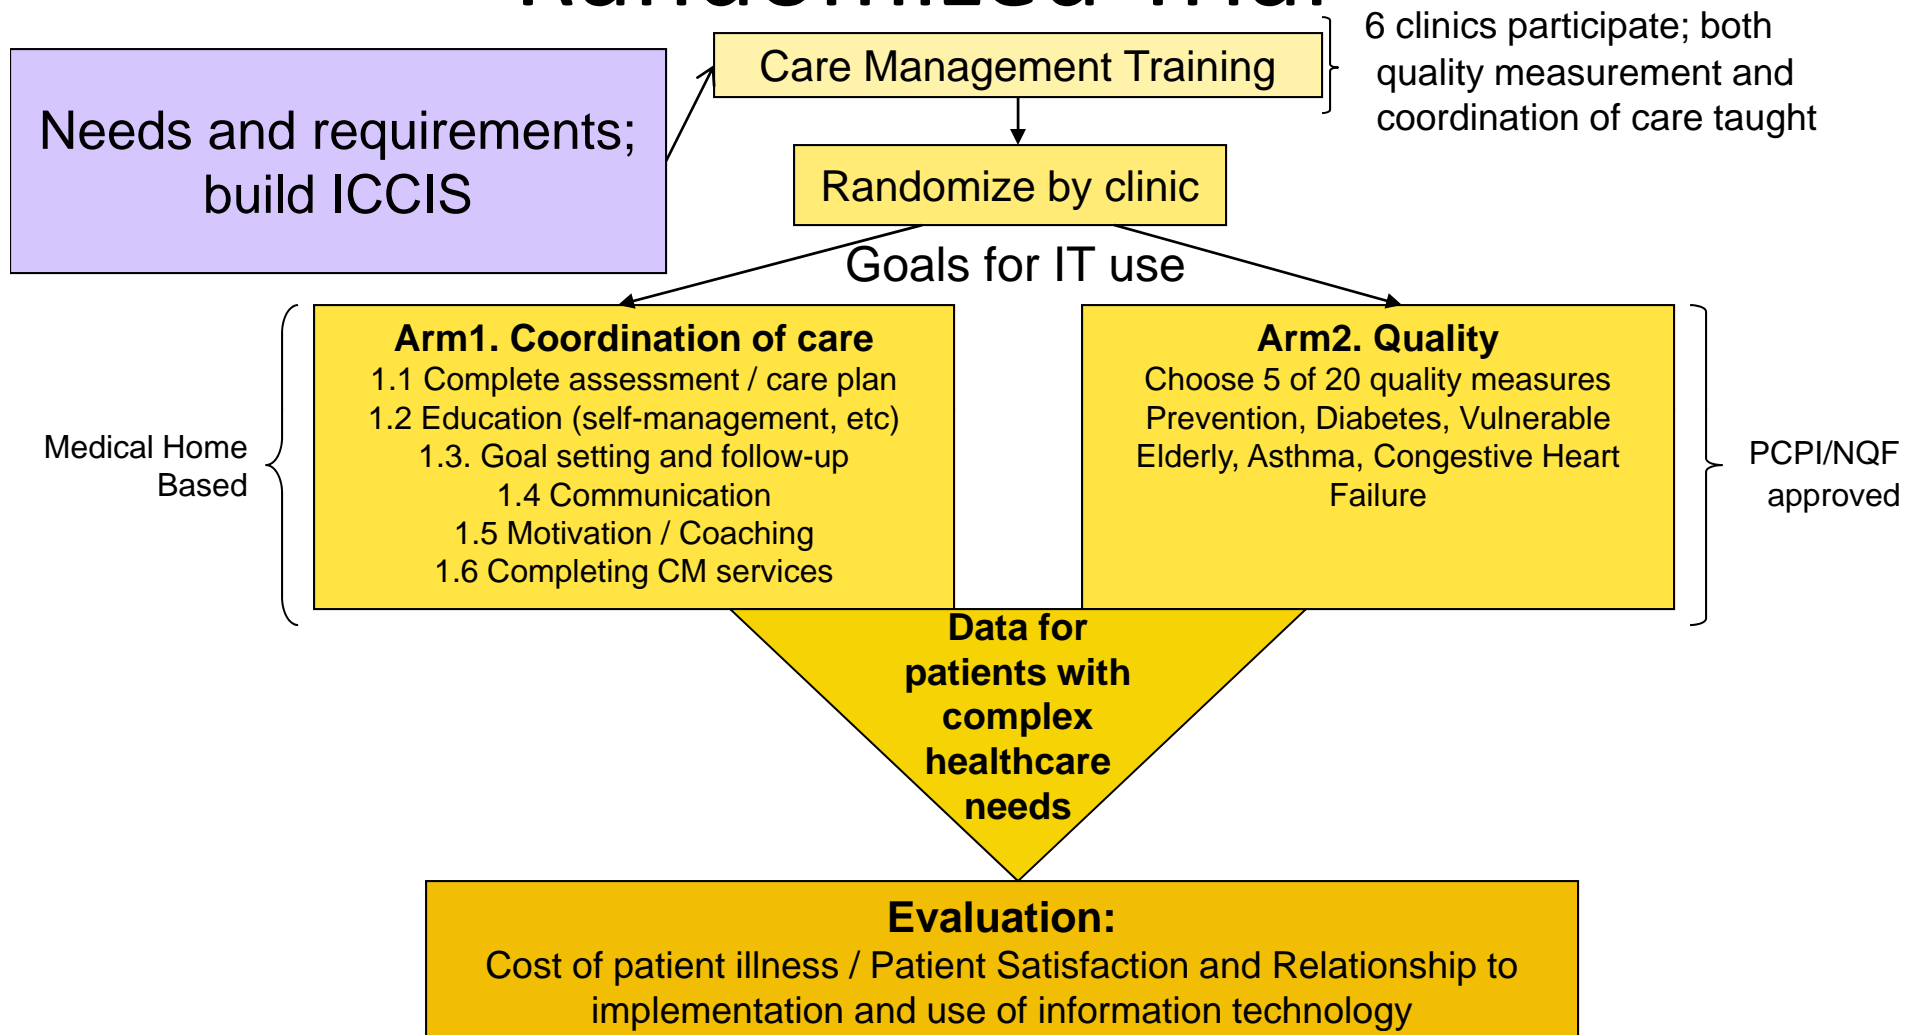 Randomized Trial
6 clinics participate; both
quality measurement and
coordination of care taught
Care Management Training
Needs and requirements;
build ICCIS
Randomize by clinic
Goals for IT use
Arm1. Coordination of care
1.1 Complete assessment / care plan
1.2 Education (self-management, etc)
1.3. Goal setting and follow-up
1.4 Communication
1.5 Motivation / Coaching
1.6 Completing CM services
Medical Home
Based
Arm2. Quality
Choose 5 of 20 quality measures
Prevention, Diabetes, Vulnerable
Elderly, Asthma, Congestive Heart
Failure
PCPI/NQF
approved
Data for
patients with
complex
healthcare
needs
Evaluation:
Cost of patient illness / Patient Satisfaction and Relationship to
implementation and use of information technology